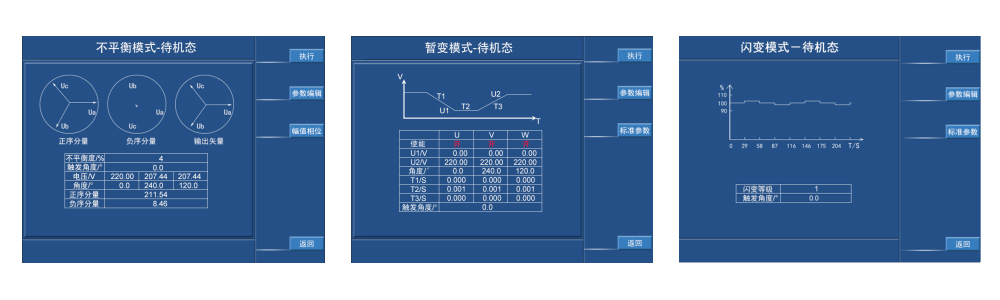 不平衡模式-待机态
执行
参数编辑
幅值相位
返回
Uc
Ua
Ub
正序分量
Ub
Ua
Uc
负序分量
Uc
Ua
Ub
输出矢量
不平衡度/% 4
触发角度/° 0.0
电压/V 220.00 207.44 207.44
角度/° 0.0 240.0 120.0
正序分量 211.54
负序分量 8.46
暂变模式-待机态
执行
参数编辑
标准参数
返回
V
T1
U1
T2
U2
T3
T
U V W
使能
U1/V 0.00 0.00 0.00
U2/V 220.00 220.00 220.00
角度/° 0.0 240.0 120.0
T1/S 0.000 0.000 0.000
T2/S 0.001 0.001 0.001
T3/S 0.000 0.000 0.000
触发角度/° 0.0
闪变模式－待机态
执行
参数编辑
标准参数
返回
%
110
100
90
0 29 58 87 116 146 175 204 T/S
闪变等级 1
触发角度/° 0.0